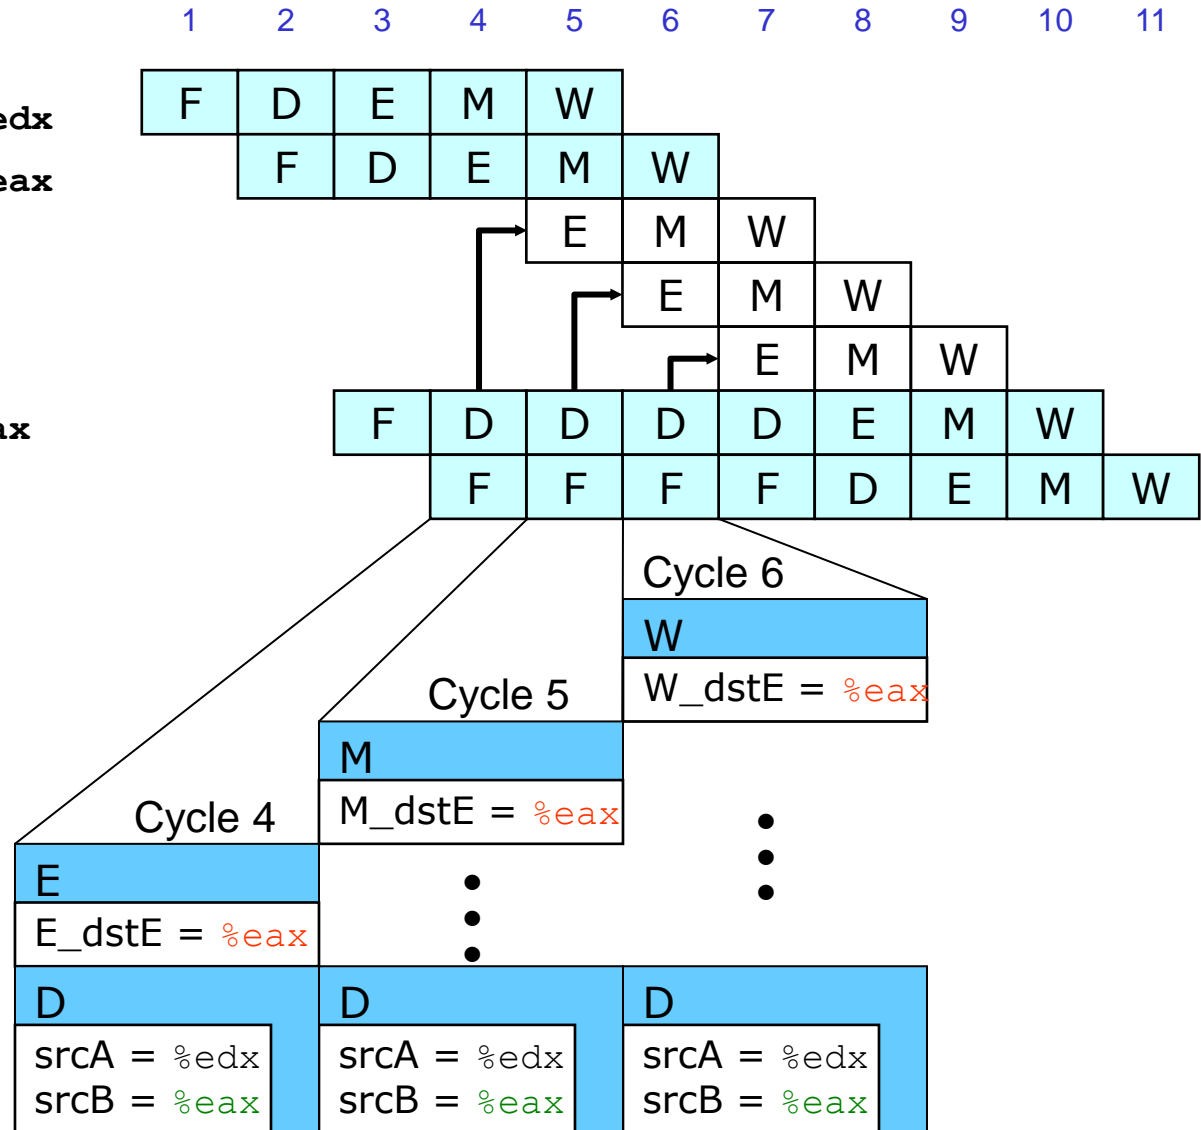 1 2 3 4 5 6 7 8 9 10 11
F D E M W
edx
F D E M W
eax
E M W
E M W
E M W
F D D D D E M W
ax
F F F F D E M W
Cycle 6
W
W_dstE = %eax
Cycle 5
M
M_dstE = %eax
Cycle 4
E
E_dstE = %eax
D D D
srcA = %edx srcA = %edx srcA = %edx
srcB = %eax srcB = %eax srcB = %eax